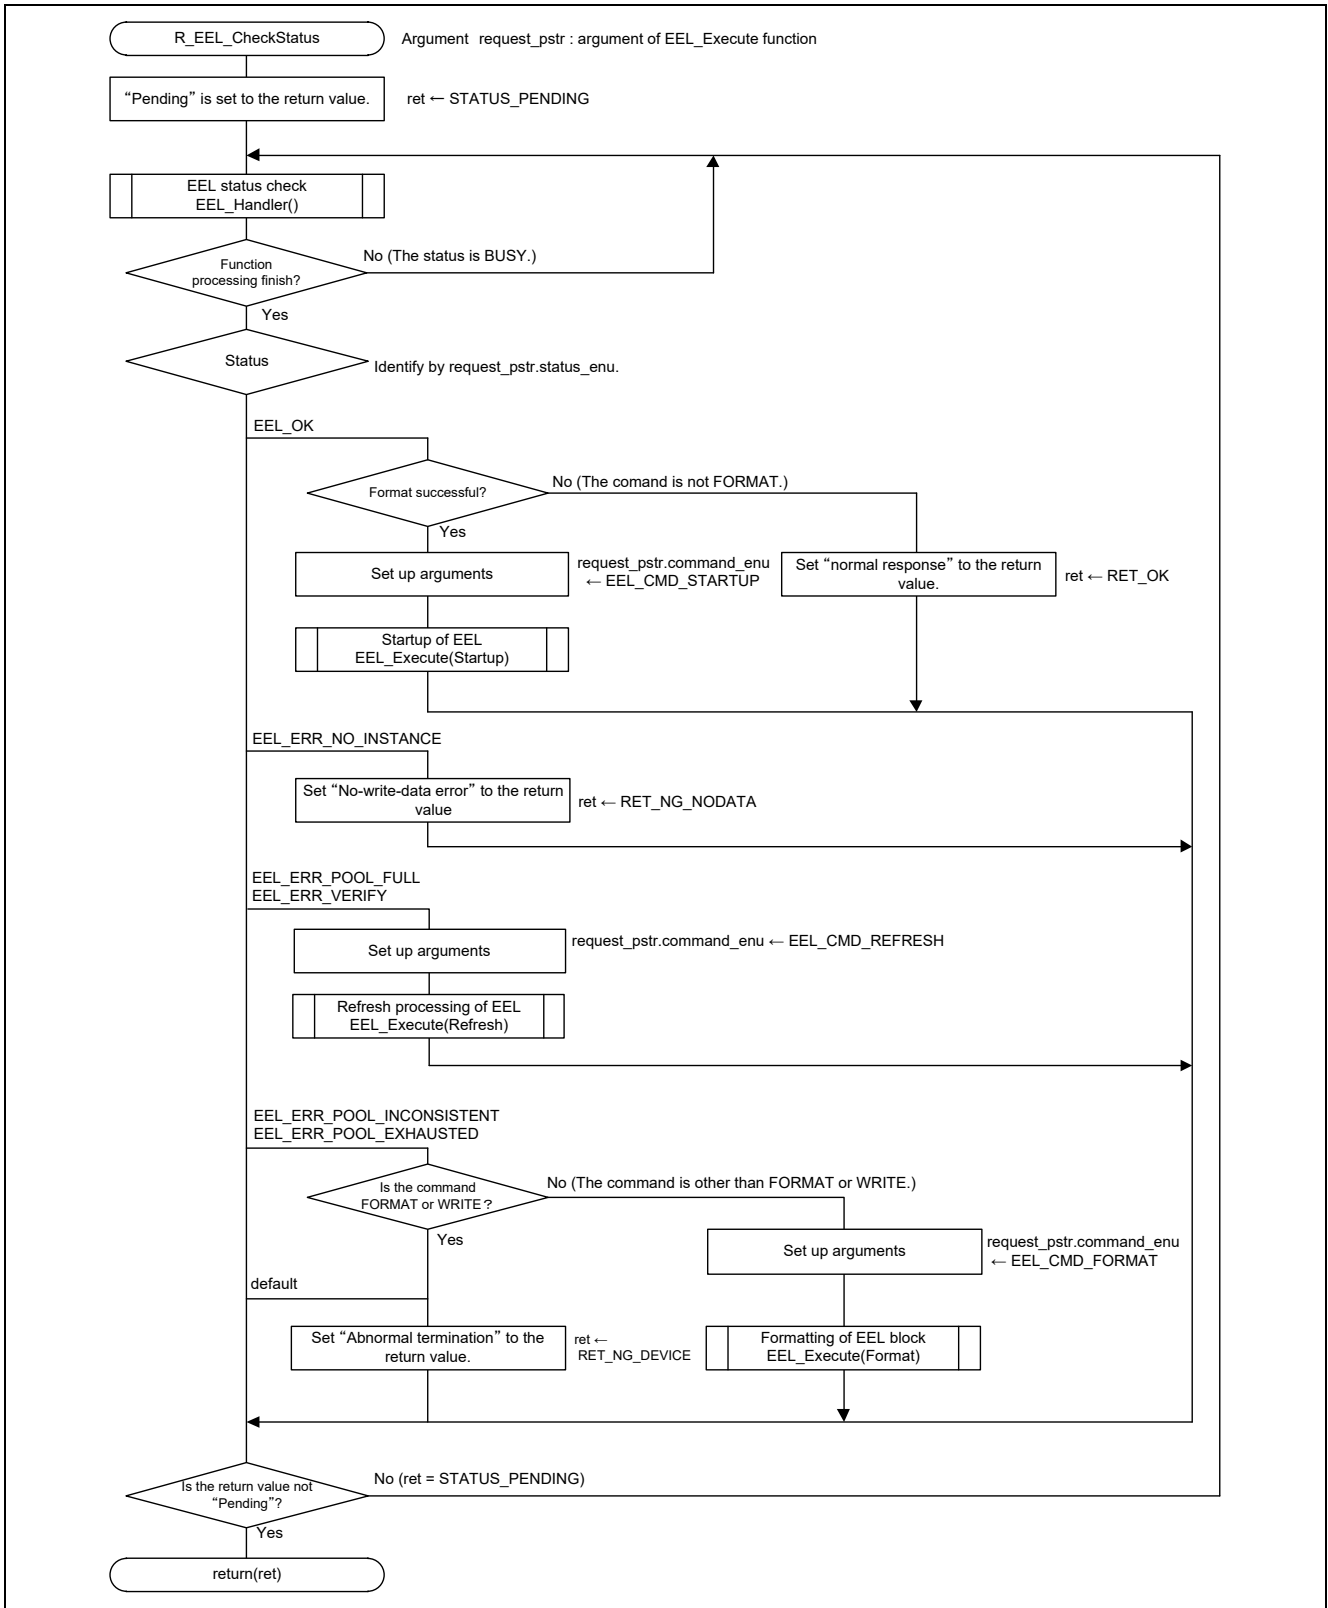 R_EEL_CheckStatus
Argument request_pstr : argument of EEL_Execute function
“Pending” is set to the return value.
ret ← STATUS_PENDING
EEL status check
EEL_Handler()
No (The status is BUSY.)
Function
processing finish?
Yes
Status
Identify by request_pstr.status_enu.
EEL_OK
Format successful?
No (The comand is not FORMAT.)
Yes
Set up arguments
request_pstr.command_enu
← EEL_CMD_STARTUP
Set “normal response” to the return
value.
ret ← RET_OK
Startup of EEL
EEL_Execute(Startup)
EEL_ERR_NO_INSTANCE
Set “No-write-data error” to the return
value
ret ← RET_NG_NODATA
EEL_ERR_POOL_FULL
EEL_ERR_VERIFY
Set up arguments
request_pstr.command_enu ← EEL_CMD_REFRESH
Refresh processing of EEL
EEL_Execute(Refresh)
EEL_ERR_POOL_INCONSISTENT
EEL_ERR_POOL_EXHAUSTED
Is the command
FORMAT or WRITE？
No (The command is other than FORMAT or WRITE.)
Yes
Set up arguments
request_pstr.command_enu
← EEL_CMD_FORMAT
default
Set “Abnormal termination” to the
return value.
ret ←
RET_NG_DEVICE
Formatting of EEL block
EEL_Execute(Format)
Is the return value not
“Pending”?
No (ret = STATUS_PENDING)
Yes
return(ret)